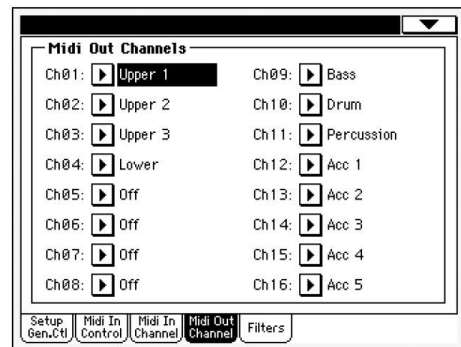 Midi Out Channels
Ch01: Upper 1
Ch02: Upper 2
Ch03: Upper 3
Ch04: Lower
Ch05: Off
Ch06: Off
Ch07: Off
Ch08: Off
Ch09: Bass
Ch10: Drum
Ch11: Percussion
Ch12: Acc 1
Ch13: Acc 2
Ch14: Acc 3
Ch15: Acc 4
Ch16: Acc 5
Setup Gen.Ctl
Midi In Control
Midi In Channel
Midi Out Channel
Filters